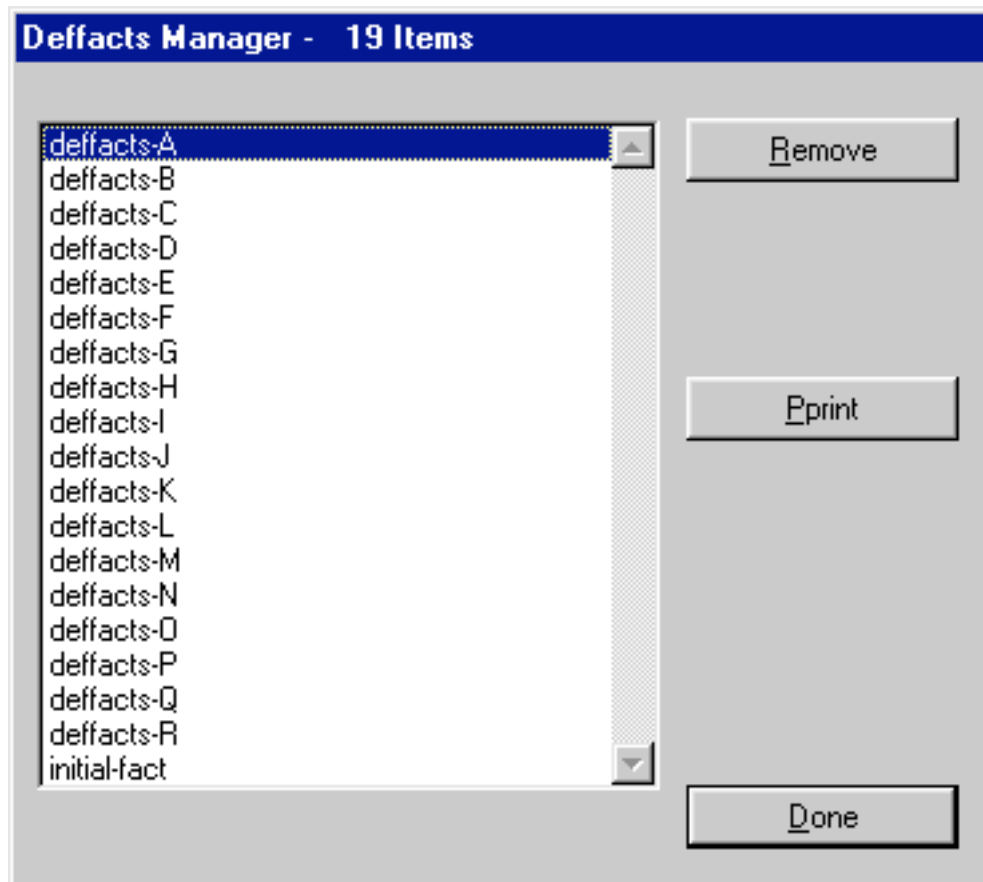 Deffacts Manager -   19 Items
deffacts-A
deffacts-B
deffacts-C
deffacts-D
deffacts-E
deffacts-F
deffacts-G
deffacts-H
deffacts-I
deffacts-J
deffacts-K
deffacts-L
deffacts-M
deffacts-N
deffacts-O
deffacts-P
deffacts-Q
deffacts-R
initial-fact
Remove
Pprint
Done